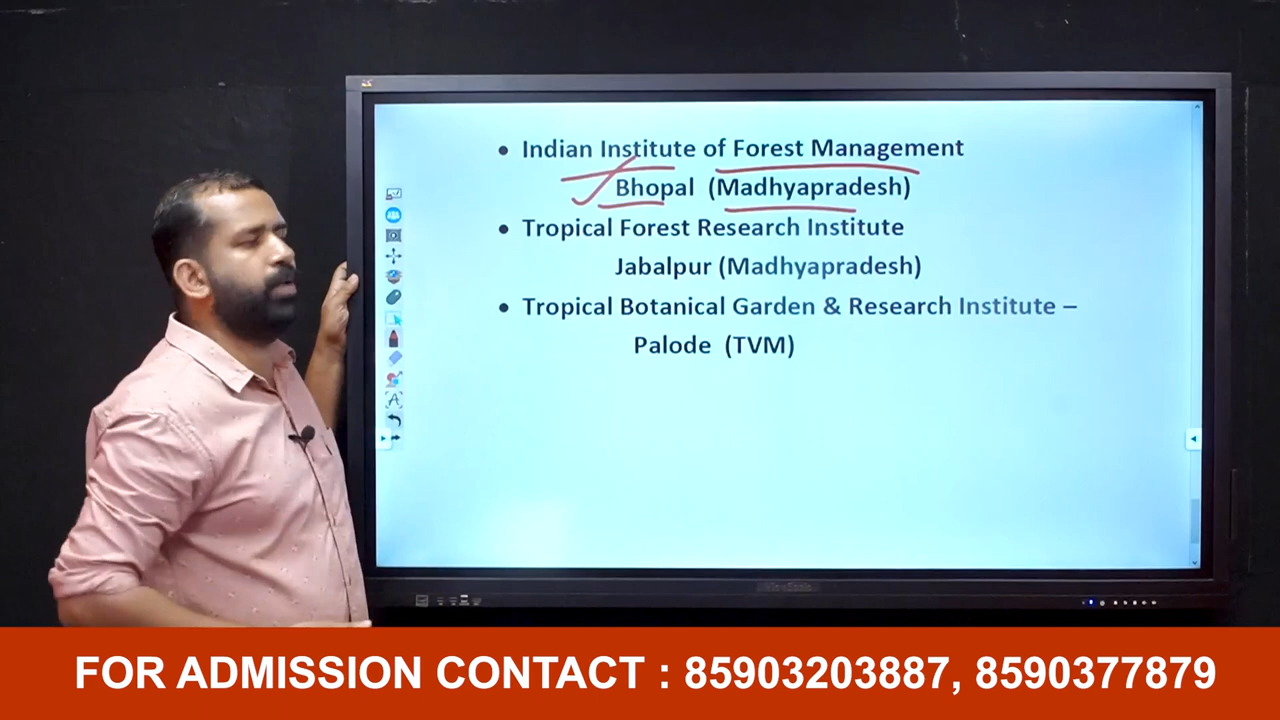 • Indian Institute of Forest Management
Bhopal (Madhyapradesh)
• Tropical Forest Research Institute
Jabalpur (Madhyapradesh)
• Tropical Botanical Garden & Research Institute –
Palode (TVM)
FOR ADMISSION CONTACT : 85903203887, 8590377879